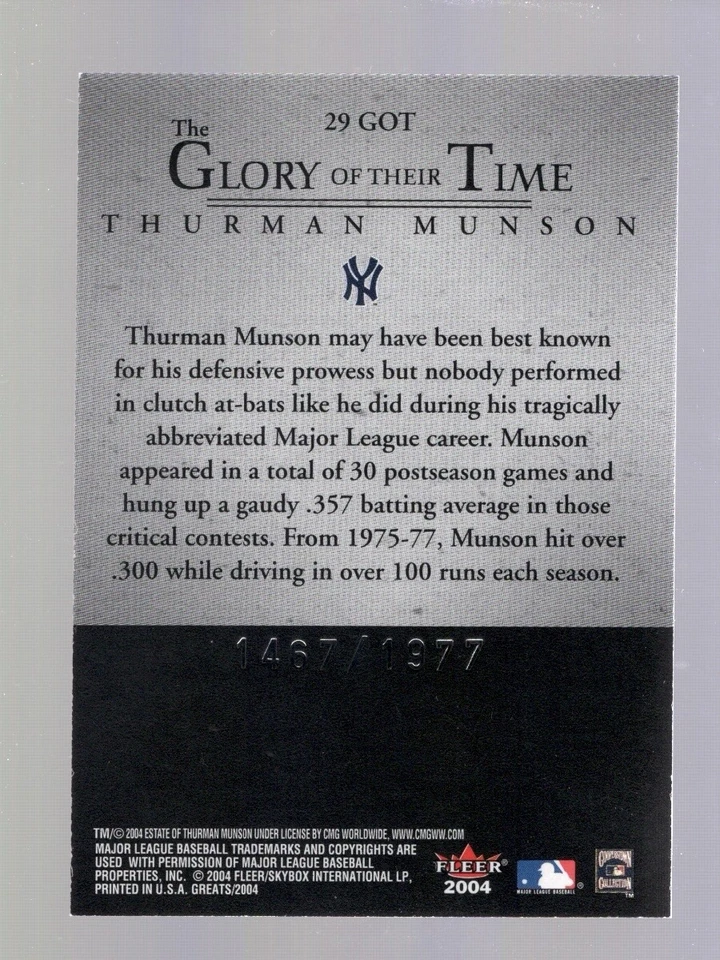 29 GOT
The
GLORY OF THEIR TIME
THURMAN MUNSON
NY
Thurman Munson may have been best known
for his defensive prowess but nobody performed
in clutch at-bats like he did during his tragically
abbreviated Major League career. Munson
appeared in a total of 30 postseason games and
hung up a gaudy .357 batting average in those
critical contests. From 1975-77, Munson hit over
.300 while driving in over 100 runs each season.
1467/1977
TM/© 2004 ESTATE OF THURMAN MUNSON UNDER LICENSE BY CMG WORLDWIDE, WWW.CMGWW.COM
MAJOR LEAGUE BASEBALL TRADEMARKS AND COPYRIGHTS ARE
USED WITH PERMISSION OF MAJOR LEAGUE BASEBALL
PROPERTIES, INC. © 2004 FLEER/SKYBOX INTERNATIONAL LP,
PRINTED IN U.S.A. GREATS/2004
FLEER®
2004
MAJOR LEAGUE BASEBALL ®
COOPERSTOWN
COLLECTION
TM